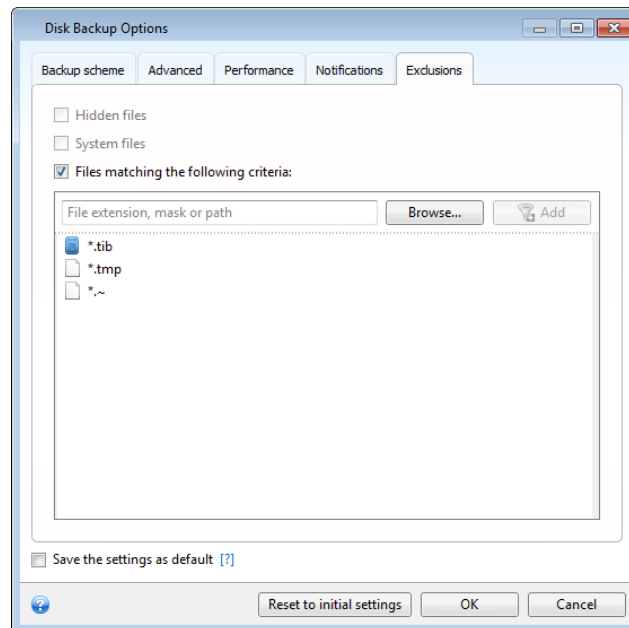 Disk Backup Options
Backup scheme Advanced Performance Notifications Exclusions
Hidden files
System files
Files matching the following criteria:
File extension, mask or path Browse... Add
*.tib
*.tmp
*.~
Save the settings as default [?]
Reset to initial settings OK Cancel